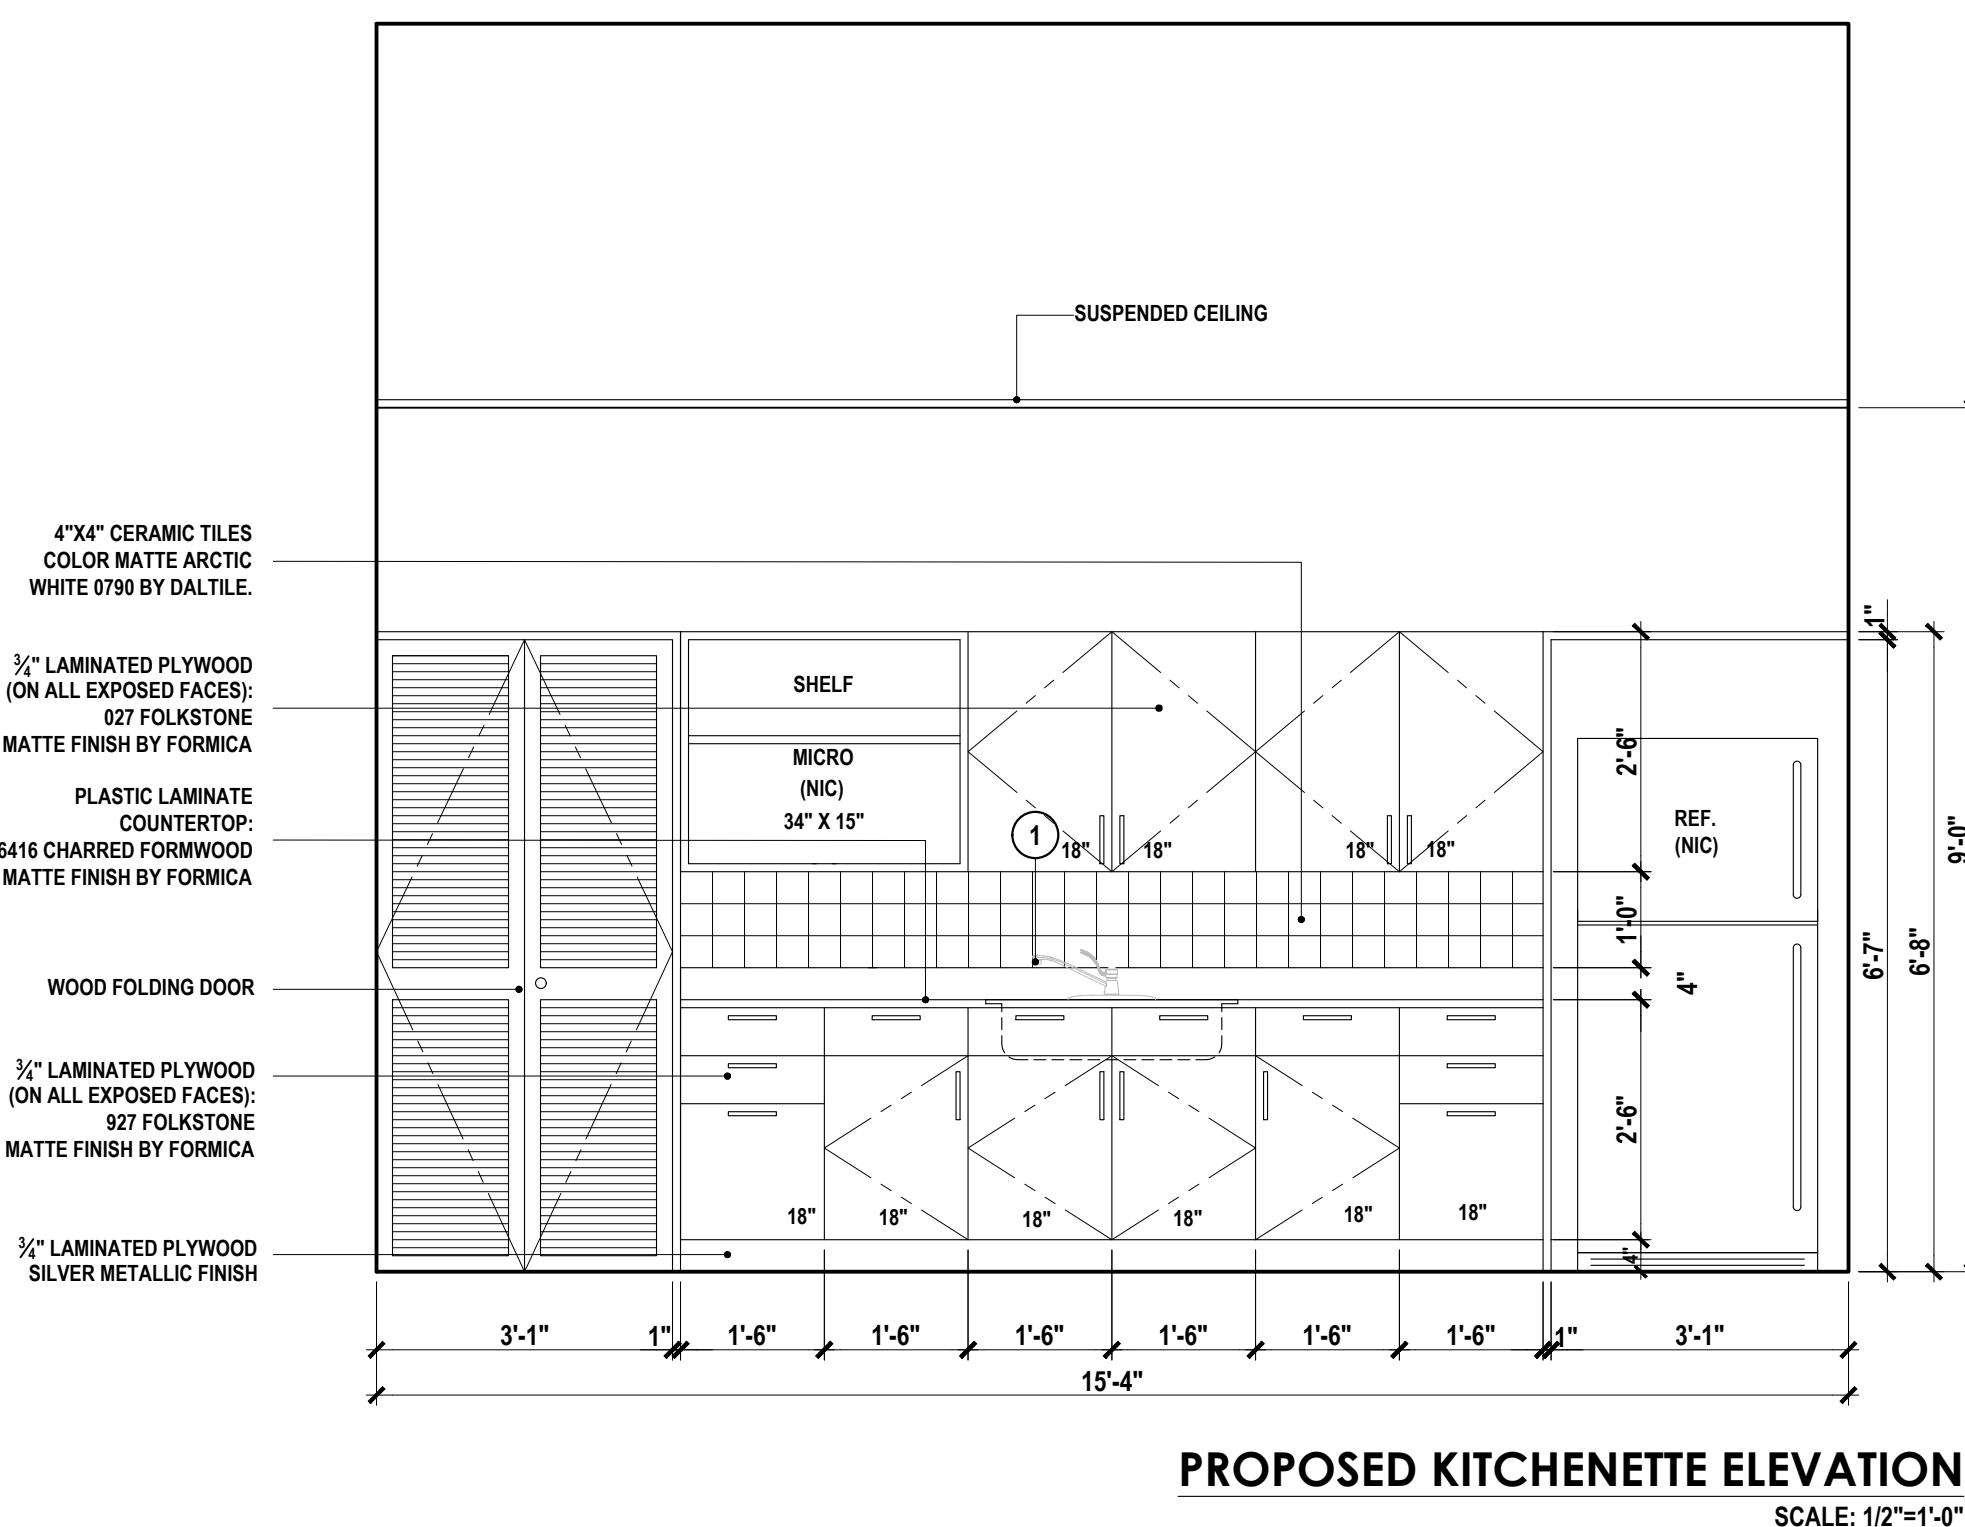 SUSPENDED CEILING
4"X4" CERAMIC TILES
COLOR MATTE ARCTIC
WHITE 0790 BY DALTILE.
¾" LAMINATED PLYWOOD
(ON ALL EXPOSED FACES):
027 FOLKSTONE
MATTE FINISH BY FORMICA
PLASTIC LAMINATE
COUNTERTOP:
6416 CHARRED FORMWOOD
MATTE FINISH BY FORMICA
WOOD FOLDING DOOR
¾" LAMINATED PLYWOOD
(ON ALL EXPOSED FACES):
927 FOLKSTONE
MATTE FINISH BY FORMICA
¾" LAMINATED PLYWOOD
SILVER METALLIC FINISH
SHELF
MICRO
(NIC)
34" X 15"
1
18" 18" 18" 18"
REF.
(NIC)
18" 18" 18" 18" 18" 18"
2'-6"
1'-0"
4"
2'-6"
4"
1"
6'-7"
6'-8"
9'-0"
3'-1" 1" 1'-6" 1'-6" 1'-6" 1'-6" 1'-6" 1'-6" 1" 3'-1"
15'-4"
PROPOSED KITCHENETTE ELEVATION
SCALE: 1/2"=1'-0"